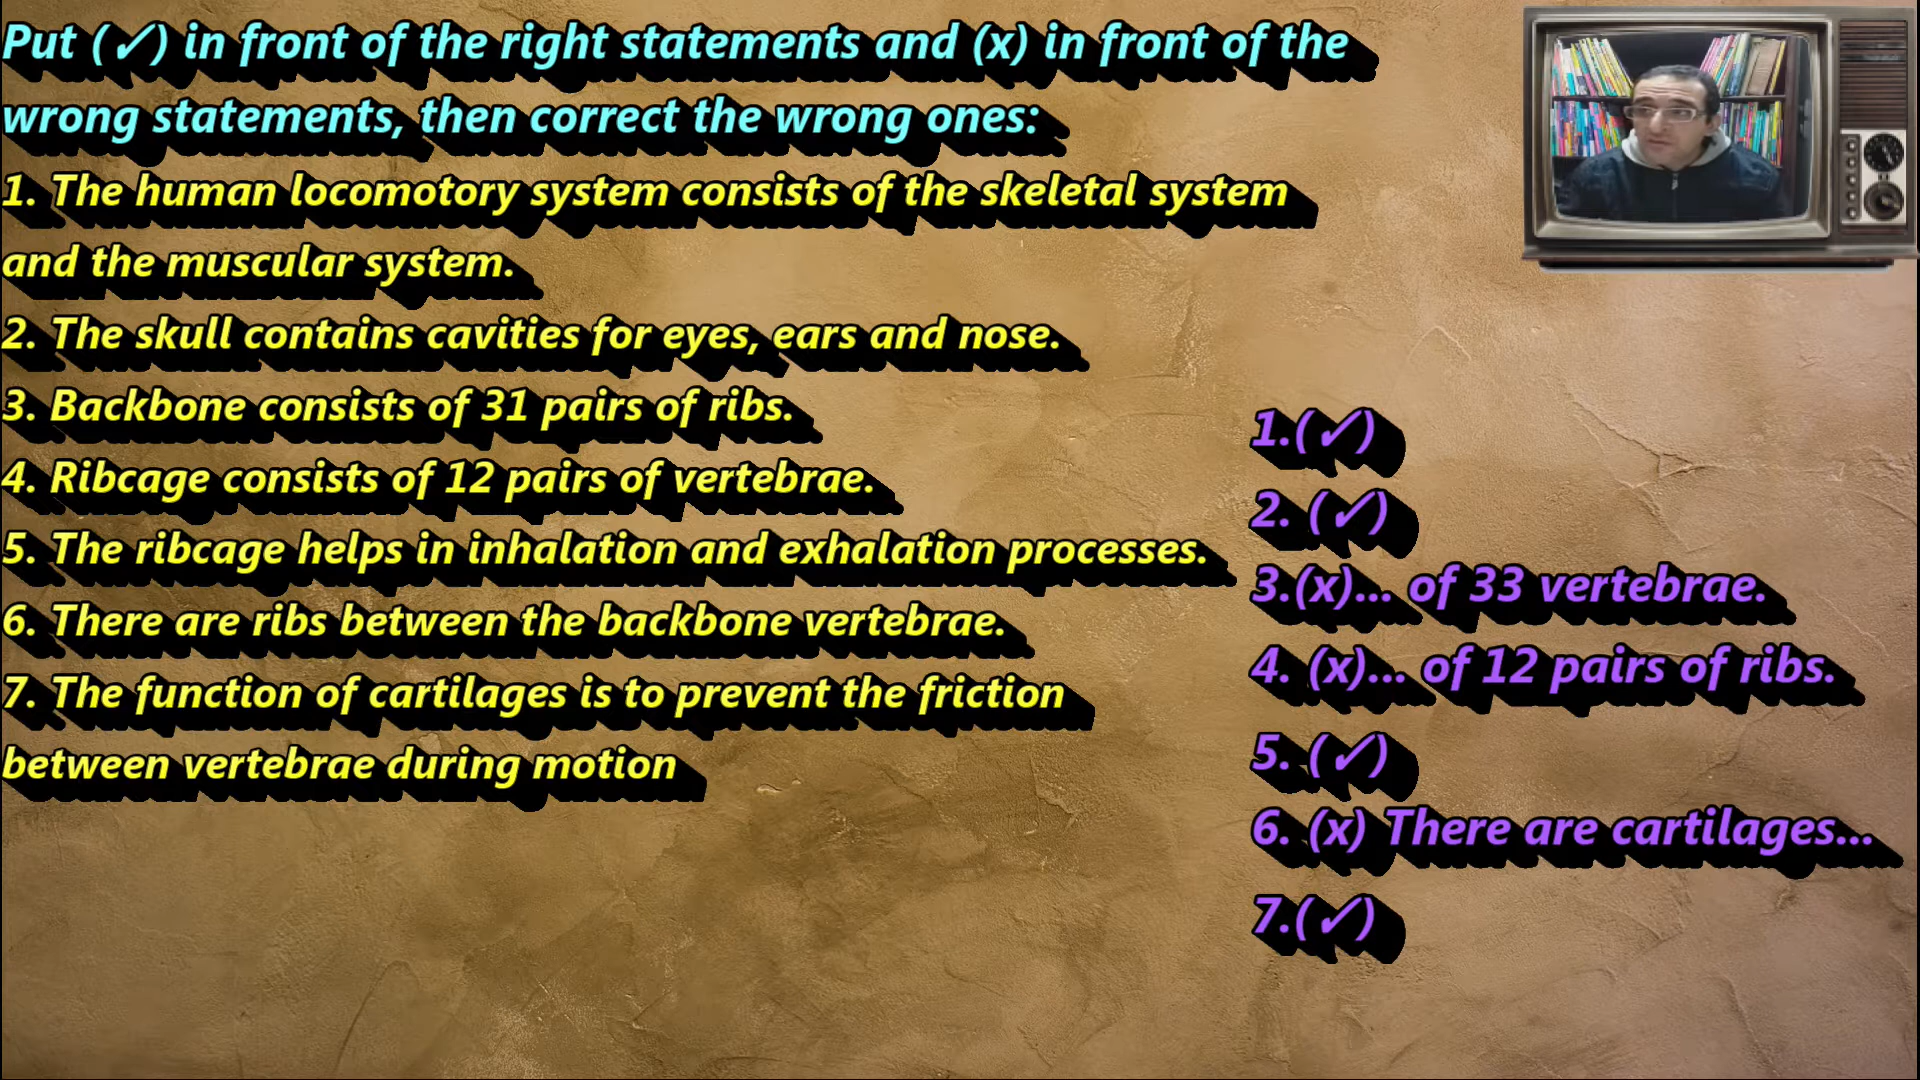 Put (✓) in front of the right statements and (x) in front of the
wrong statements, then correct the wrong ones:
1. The human locomotory system consists of the skeletal system
and the muscular system.
2. The skull contains cavities for eyes, ears and nose.
3. Backbone consists of 31 pairs of ribs.
4. Ribcage consists of 12 pairs of vertebrae.
5. The ribcage helps in inhalation and exhalation processes.
6. There are ribs between the backbone vertebrae.
7. The function of cartilages is to prevent the friction
between vertebrae during motion
1.(✓)
2. (✓)
3.(x)... of 33 vertebrae.
4. (x)... of 12 pairs of ribs.
5. (✓)
6. (x) There are cartilages...
7.(✓)